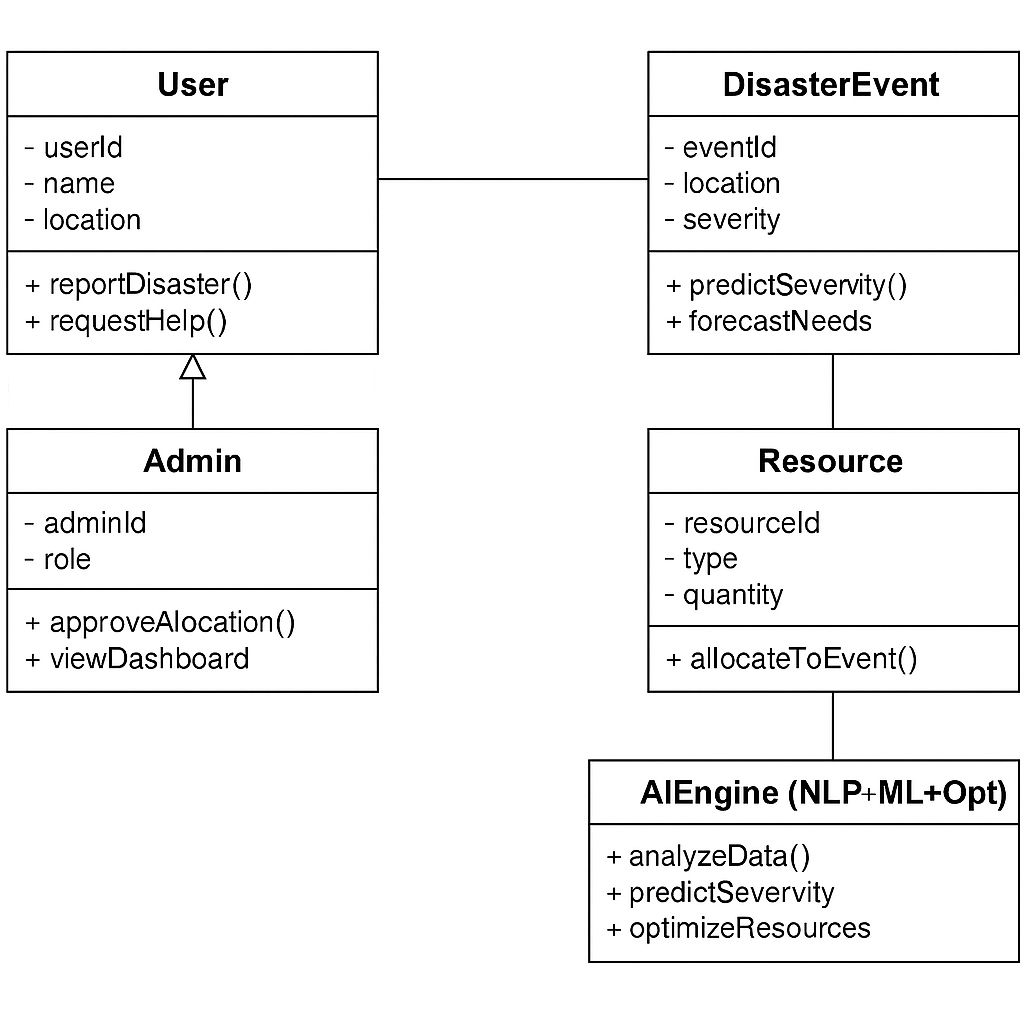 User
- userId
- name
- location
+ reportDisaster()
+ requestHelp()
DisasterEvent
- eventId
- location
- severity
+ predictSevervity()
+ forecastNeeds
Admin
- adminId
- role
+ approveAlocation()
+ viewDashboard
Resource
- resourceId
- type
- quantity
+ allocateToEvent()
AIEngine (NLP+ML+Opt)
+ analyzeData()
+ predictSevervity
+ optimizeResources